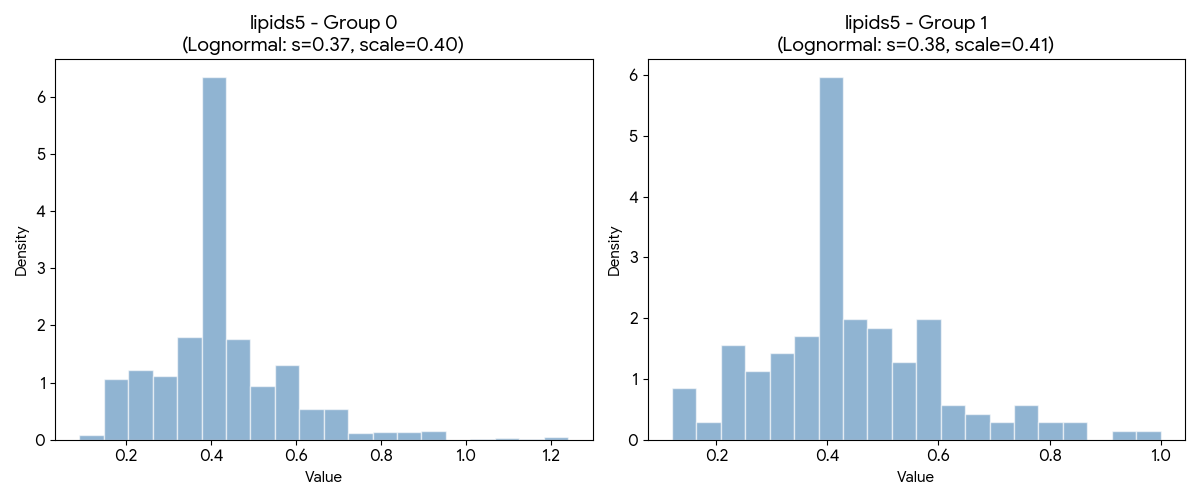 lipids5 - Group 0
(Lognormal: s=0.37, scale=0.40)
Density
6
5
4
3
2
1
0
0.2 0.4 0.6 0.8 1.0 1.2
Value
lipids5 - Group 1
(Lognormal: s=0.38, scale=0.41)
Density
6
5
4
3
2
1
0
0.2 0.4 0.6 0.8 1.0
Value